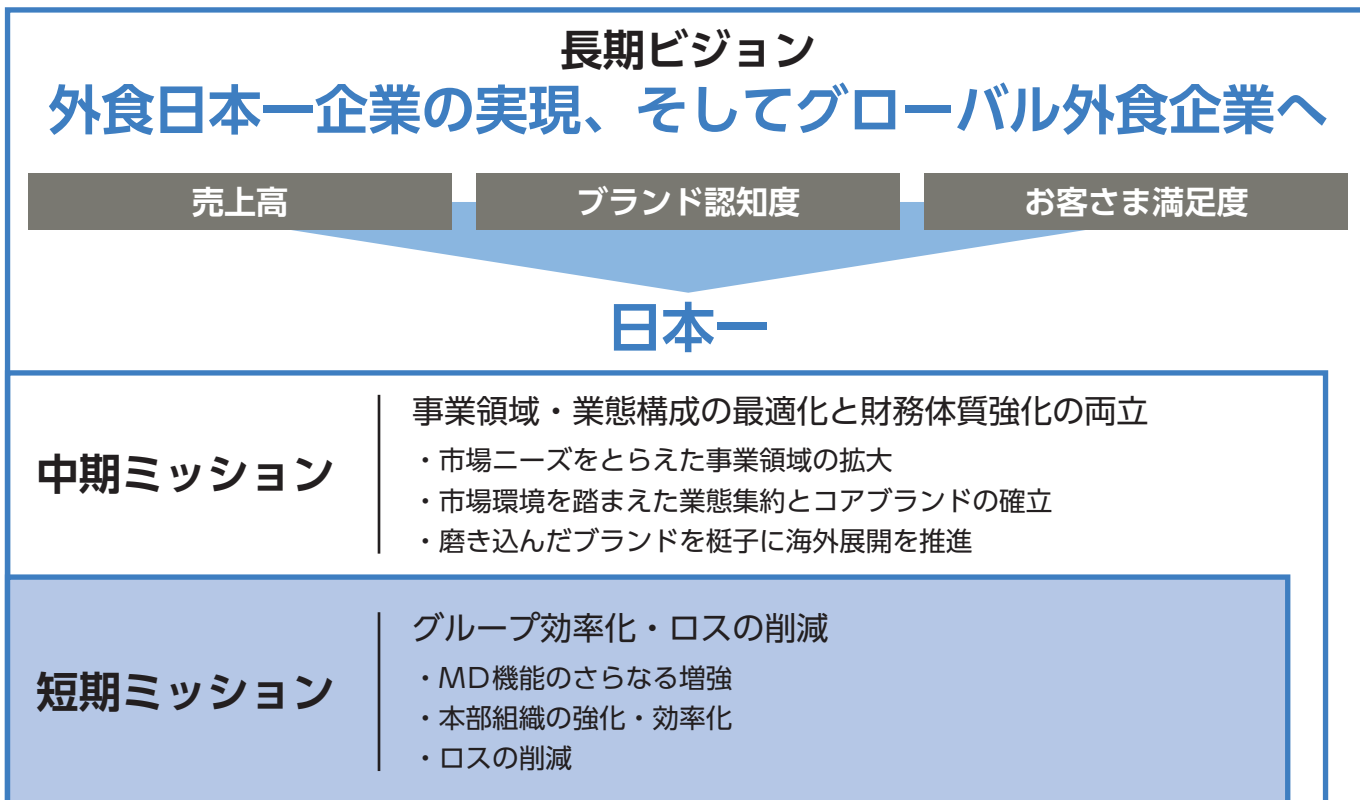 長期ビジョン
外食日本一企業の実現、そしてグローバル外食企業へ
売上高
ブランド認知度
お客さま満足度
日本一
中期ミッション
事業領域・業態構成の最適化と財務体質強化の両立
・市場ニーズをとらえた事業領域の拡大
・市場環境を踏まえた業態集約とコアブランドの確立
・磨き込んだブランドを梃子に海外展開を推進
短期ミッション
グループ効率化・ロスの削減
・MD機能のさらなる増強
・本部組織の強化・効率化
・ロスの削減